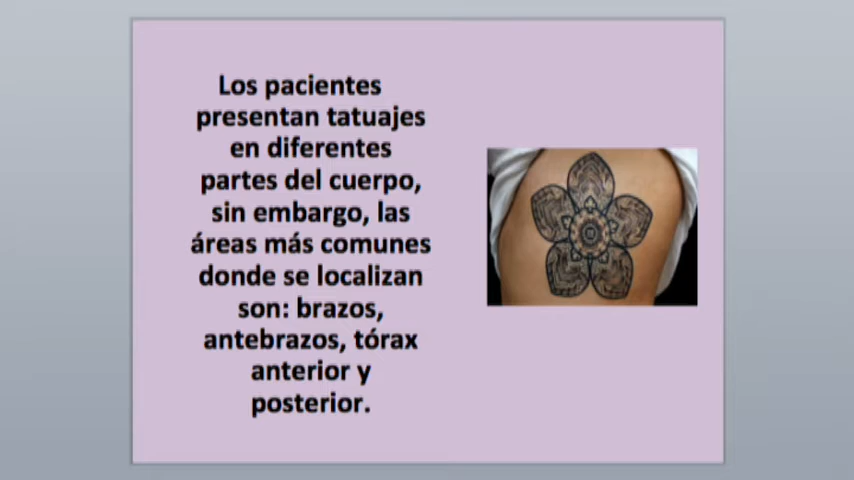 Los pacientes
presentan tatuajes
en diferentes
partes del cuerpo,
sin embargo, las
áreas más comunes
donde se localizan
son: brazos,
antebrazos, tórax
anterior y
posterior.